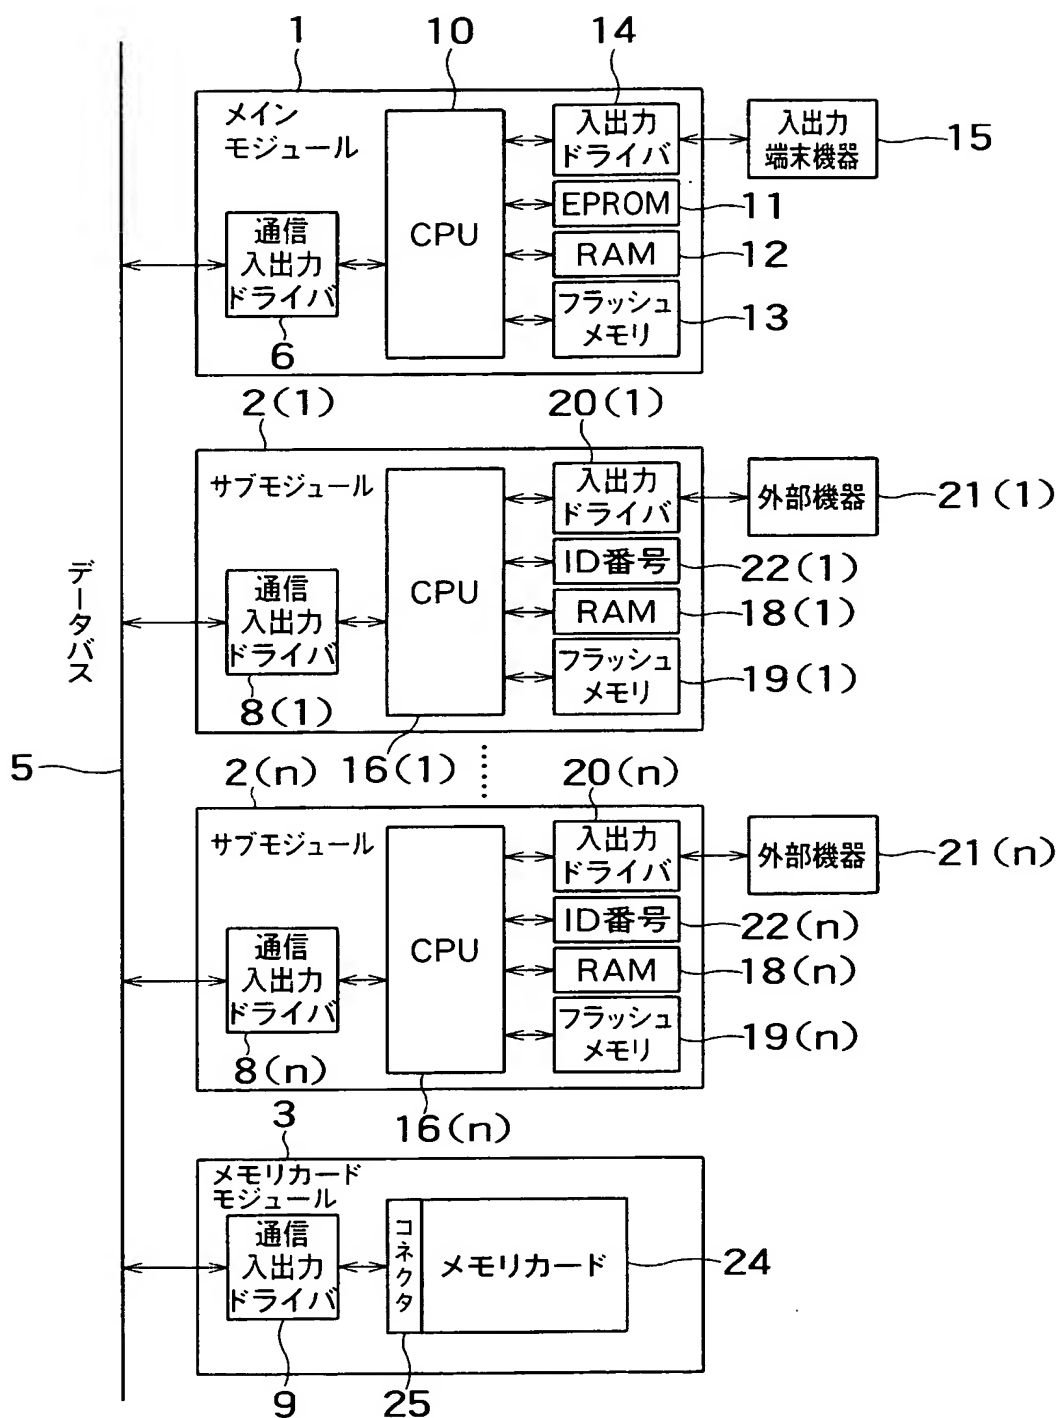 1
10
14
メイン
モジュール
CPU
入出力
ドライバ
入出力
端末機器
15
EPROM
11
通信
入出力
ドライバ
RAM
12
フラッシュ
メモリ
13
6
2(1)
20(1)
サブモジュール
CPU
入出力
ドライバ
外部機器
21(1)
ID番号
22(1)
通信
入出力
ドライバ
RAM
18(1)
フラッシュ
メモリ
19(1)
8(1)
データバス
5
16(1)
2(n)
20(n)
サブモジュール
CPU
入出力
ドライバ
外部機器
21(n)
ID番号
22(n)
通信
入出力
ドライバ
RAM
18(n)
フラッシュ
メモリ
19(n)
8(n)
16(n)
3
メモリカード
モジュール
通信
入出力
ドライバ
コネクタ
メモリカード
24
9
25